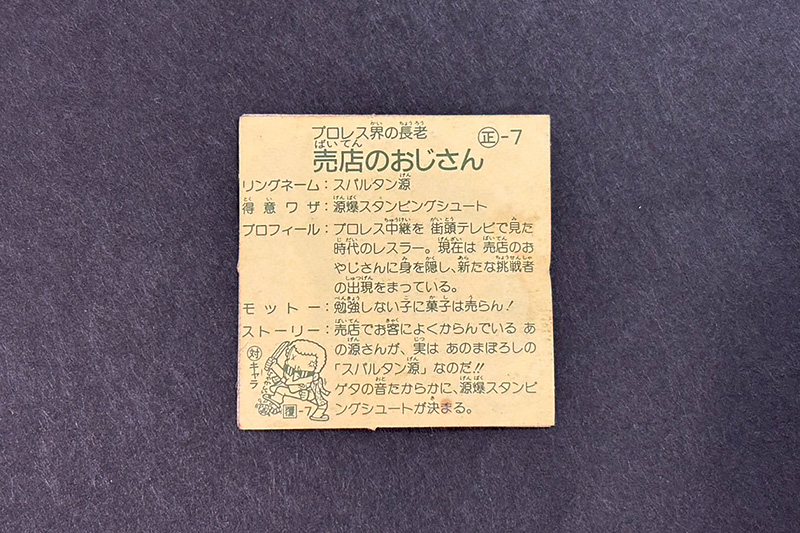 プロレス界の長老
正-7
売店のおじさん
リングネーム：スパルタン源
得意ワザ：源爆スタンピングシュート
プロフィール：プロレス中継を 街頭テレビで見た
時代のレスラー。現在は 売店のお
やじさんに身を隠し、新たな挑戦者
の出現をまっている。
モットー：勉強しない子に菓子は売らん！
ストーリー：売店でお客によくからんでいる あ
の源さんが、実は あのまぼろしの
「スパルタン源」なのだ!!
ゲタの音たからかに、源爆スタンピ
ングシュートが決まる。
対
キャラ
覆-7